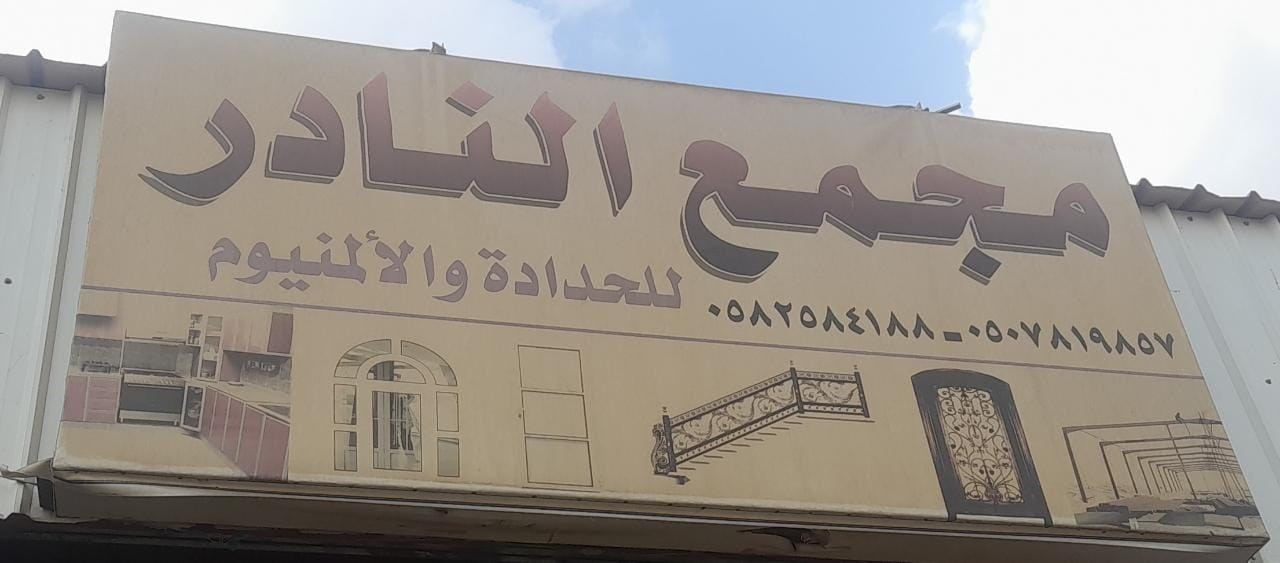 مجمع النادر
للحدادة والألمنيوم
٠٥٠٧٨١٩٨٥٧ - ٠٥٨٢٥٨٤١٨٨